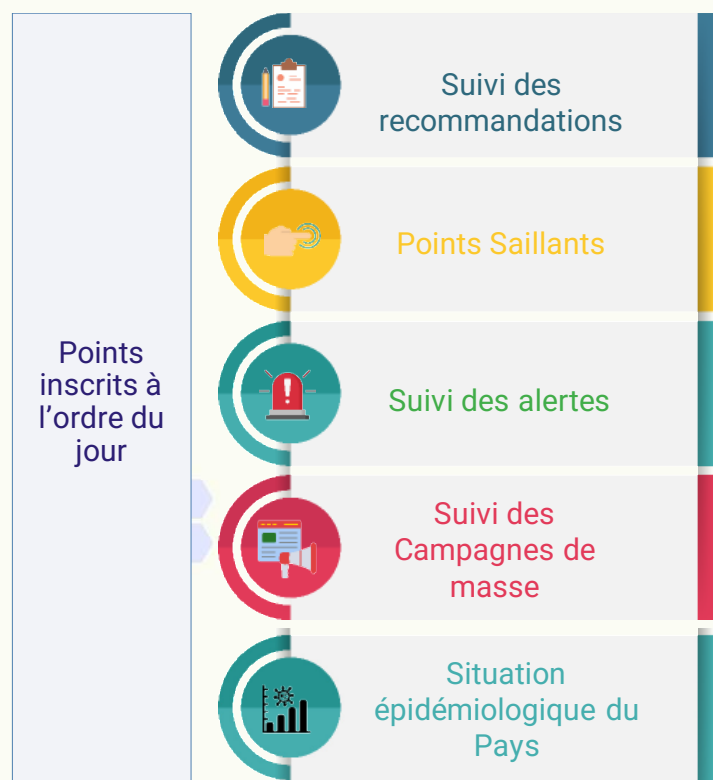 Points
inscrits à
l’ordre du
jour
Suivi des
recommandations
Points Saillants
Suivi des alertes
Suivi des
Campagnes de
masse
Situation
épidémiologique du
Pays